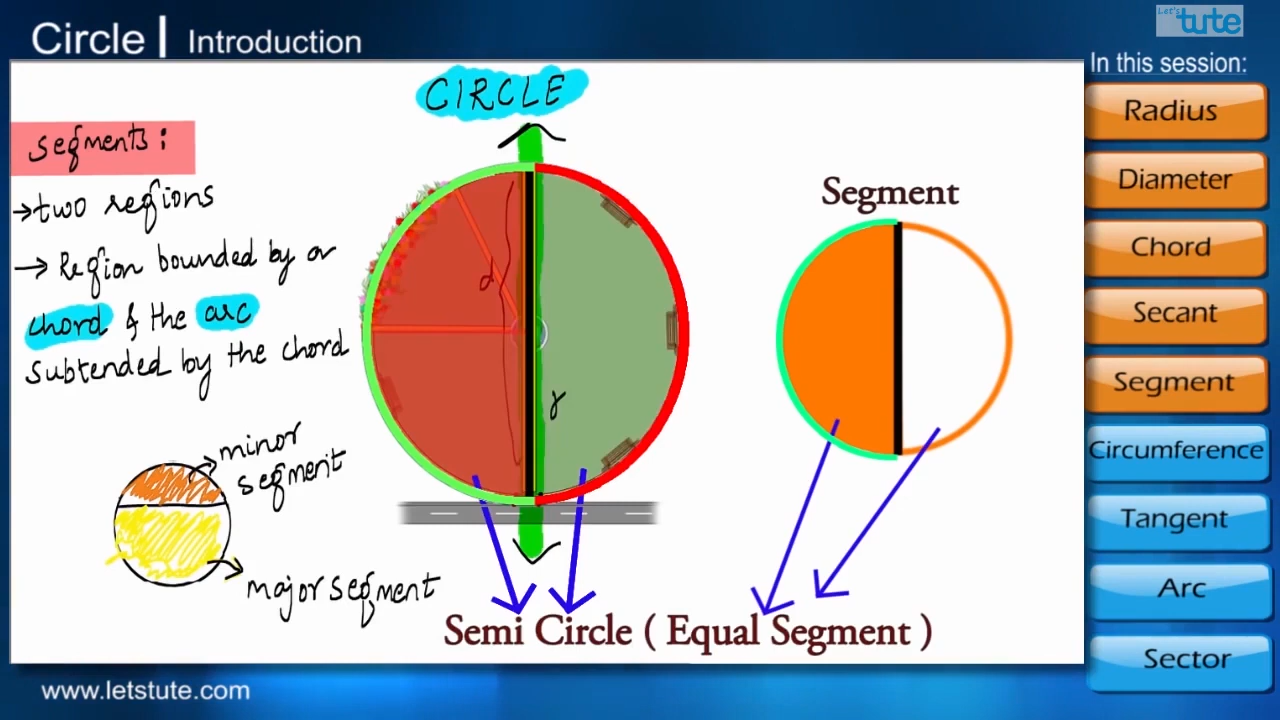 Let's
tute
Circle | Introduction
In this session:
CIRCLE
segments :
→ two regions
→ Region bounded by or
chord & the arc
subtended by the chord
minor
segment
major segment
d
r
Segment
Semi Circle ( Equal Segment )
Radius
Diameter
Chord
Secant
Segment
Circumference
Tangent
Arc
Sector
www.letstute.com